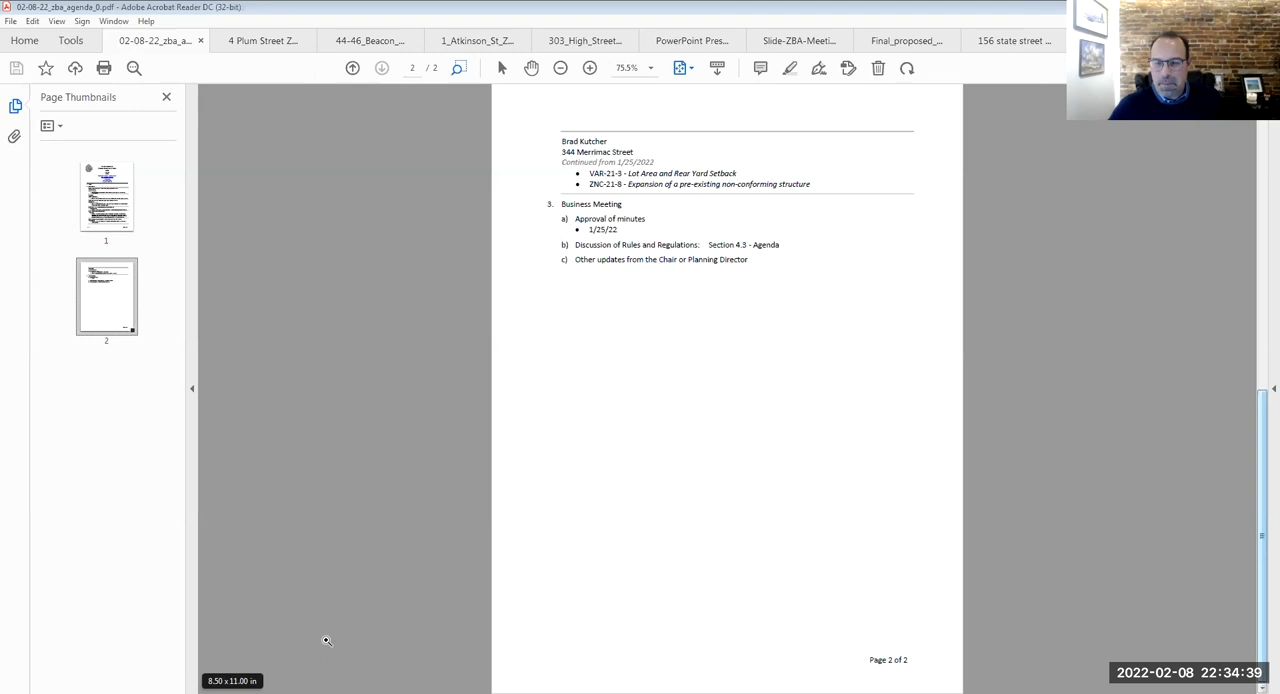 02-08-22_zba_agenda_0.pdf - Adobe Acrobat Reader DC (32-bit)
File Edit View Sign Window Help
Home Tools 02-08-22_zba_a... × 4 Plum Street Z... 44-46_Beacon_... 1_Atkinson_St_Z... 303_High_Street... PowerPoint Pres... Slide-ZBA-Meeti... Final_proposed_... 156 state street ...
2 / 2 75.5%
Page Thumbnails
1
2
Brad Kutcher
344 Merrimac Street
Continued from 1/25/2022
• VAR-21-3 - Lot Area and Rear Yard Setback
• ZNC-21-8 - Expansion of a pre-existing non-conforming structure
3. Business Meeting
a) Approval of minutes
• 1/25/22
b) Discussion of Rules and Regulations: Section 4.3 - Agenda
c) Other updates from the Chair or Planning Director
Page 2 of 2
8.50 x 11.00 in
2022-02-08 22:34:39